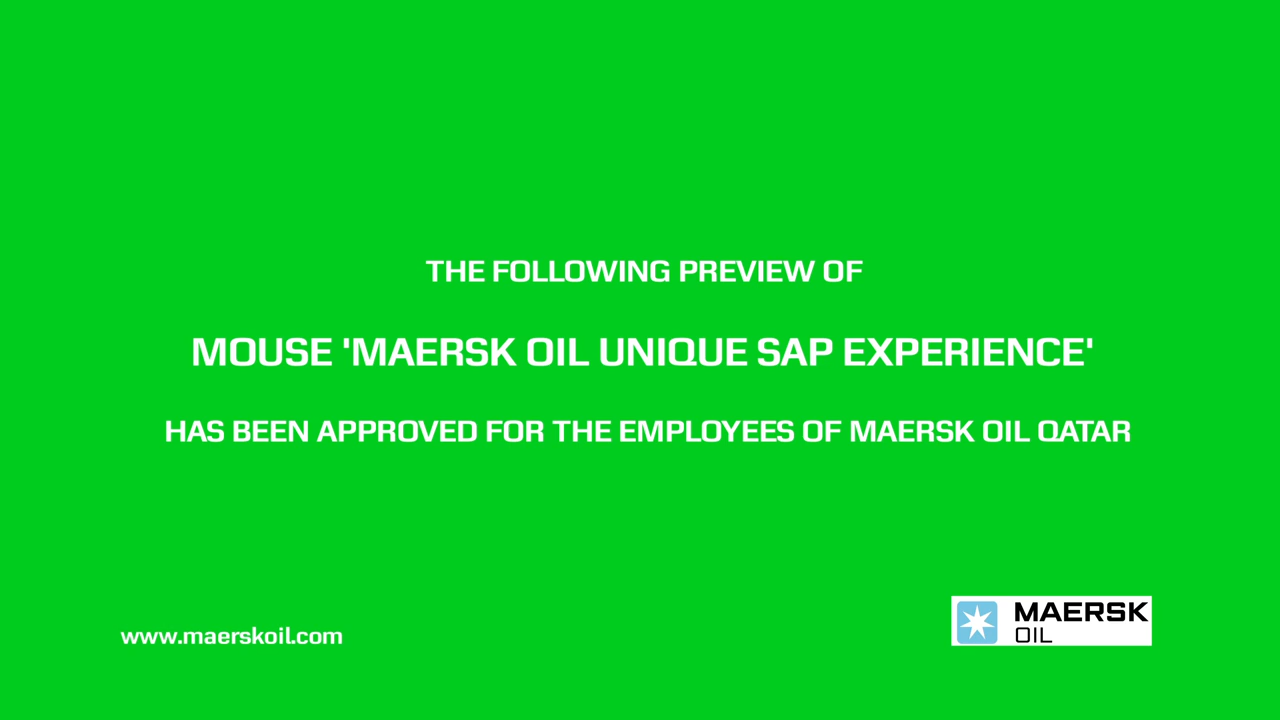 THE FOLLOWING PREVIEW OF
MOUSE 'MAERSK OIL UNIQUE SAP EXPERIENCE'
HAS BEEN APPROVED FOR THE EMPLOYEES OF MAERSK OIL QATAR
www.maerskoil.com
MAERSK
OIL